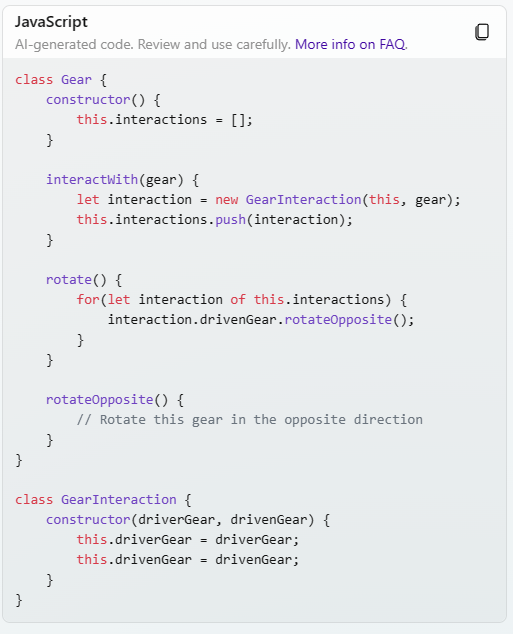 JavaScript
AI-generated code. Review and use carefully. More info on FAQ.
class Gear {
    constructor() {
        this.interactions = [];
    }

    interactWith(gear) {
        let interaction = new GearInteraction(this, gear);
        this.interactions.push(interaction);
    }

    rotate() {
        for(let interaction of this.interactions) {
            interaction.drivenGear.rotateOpposite();
        }
    }

    rotateOpposite() {
        // Rotate this gear in the opposite direction
    }
}

class GearInteraction {
    constructor(driverGear, drivenGear) {
        this.driverGear = driverGear;
        this.drivenGear = drivenGear;
    }
}